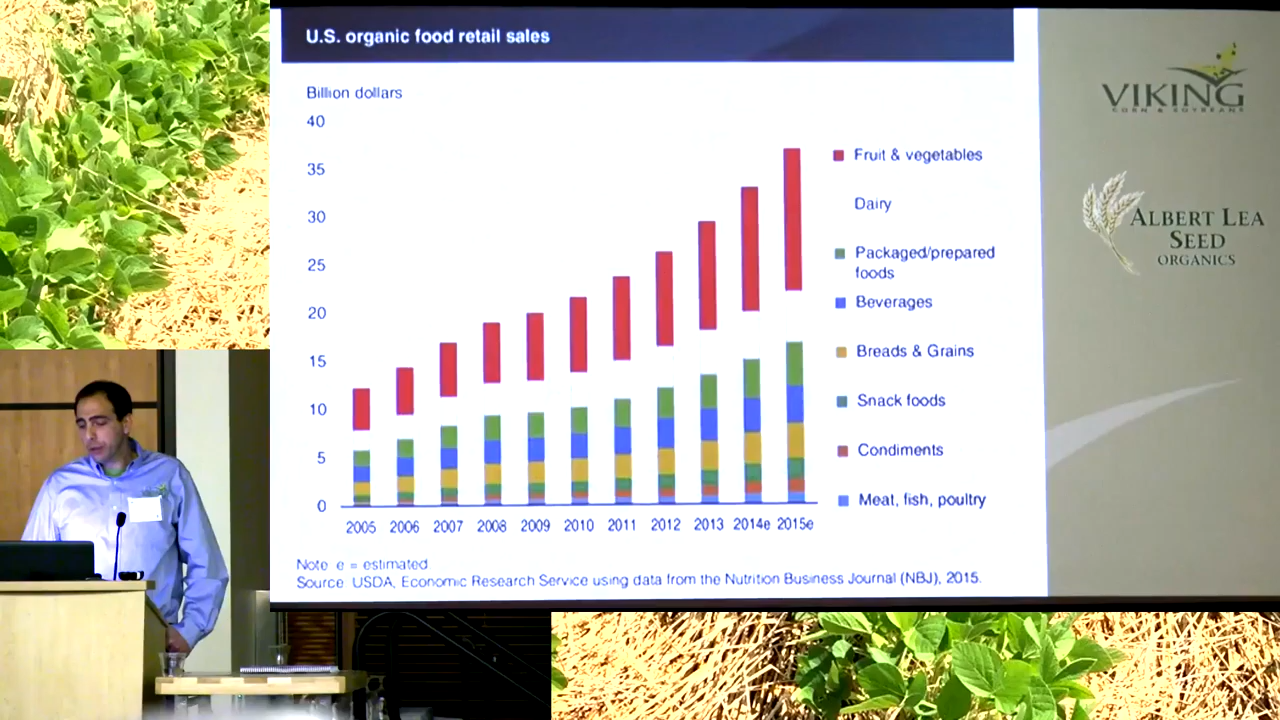 U.S. organic food retail sales
Billion dollars
40
35
30
25
20
15
10
5
0
2005 2006 2007 2008 2009 2010 2011 2012 2013 2014e 2015e
Fruit & vegetables
Dairy
Packaged/prepared
foods
Beverages
Breads & Grains
Snack foods
Condiments
Meat, fish, poultry
Note e = estimated
Source USDA, Economic Research Service using data from the Nutrition Business Journal (NBJ), 2015.
VIKING
CORN & SOYBEANS
ALBERT LEA
SEED
ORGANICS